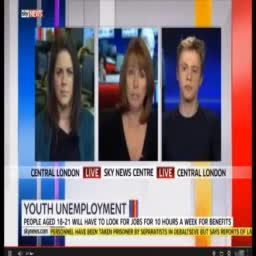 sky NEWS
CENTRAL LONDON LIVE SKY NEWS CENTRE LIVE CENTRAL LONDON
YOUTH UNEMPLOYMENT
PEOPLE AGED 18-21 WILL HAVE TO LOOK FOR JOBS FOR 10 HOURS A WEEK FOR BENEFITS
skynews.com PERSONNEL HAVE BEEN TAKEN PRISONER BY SEPARATISTS IN DEBALTSEVE BUT SAYS REPORTS OF LA